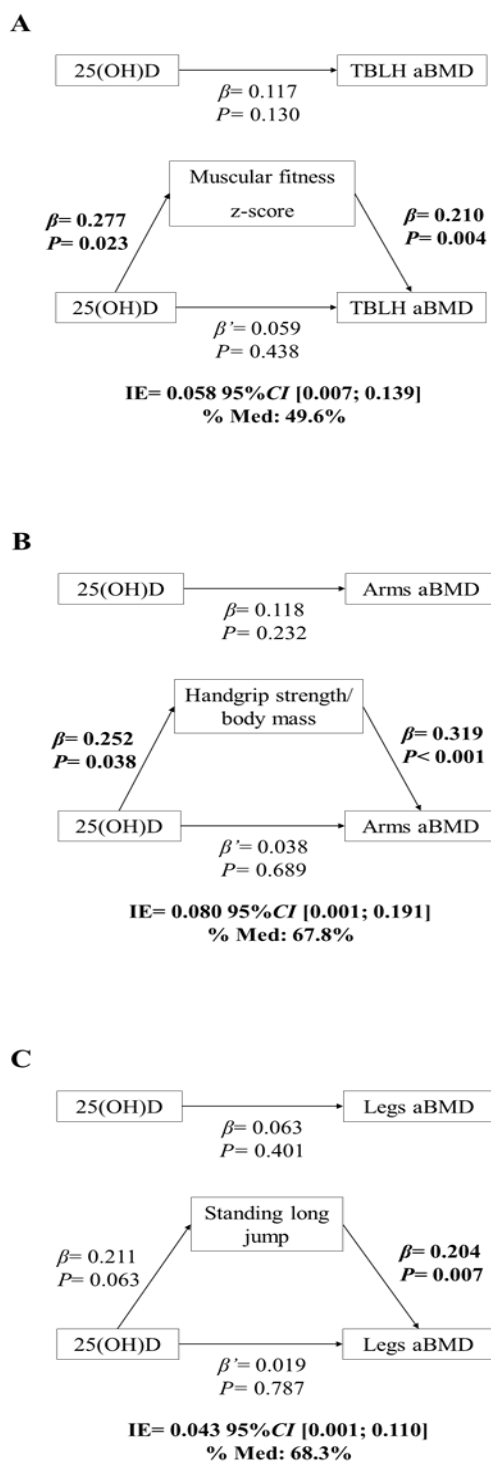 A
25(OH)D
TBLH aBMD
β= 0.117
P= 0.130
Muscular fitness
z-score
β= 0.277
P= 0.023
β= 0.210
P= 0.004
25(OH)D
TBLH aBMD
β’= 0.059
P= 0.438
IE= 0.058 95%CI [0.007; 0.139]
% Med: 49.6%
B
25(OH)D
Arms aBMD
β= 0.118
P= 0.232
Handgrip strength/
body mass
β= 0.252
P= 0.038
β= 0.319
P< 0.001
25(OH)D
Arms aBMD
β’= 0.038
P= 0.689
IE= 0.080 95%CI [0.001; 0.191]
% Med: 67.8%
C
25(OH)D
Legs aBMD
β= 0.063
P= 0.401
Standing long
jump
β= 0.211
P= 0.063
β= 0.204
P= 0.007
25(OH)D
Legs aBMD
β’= 0.019
P= 0.787
IE= 0.043 95%CI [0.001; 0.110]
% Med: 68.3%